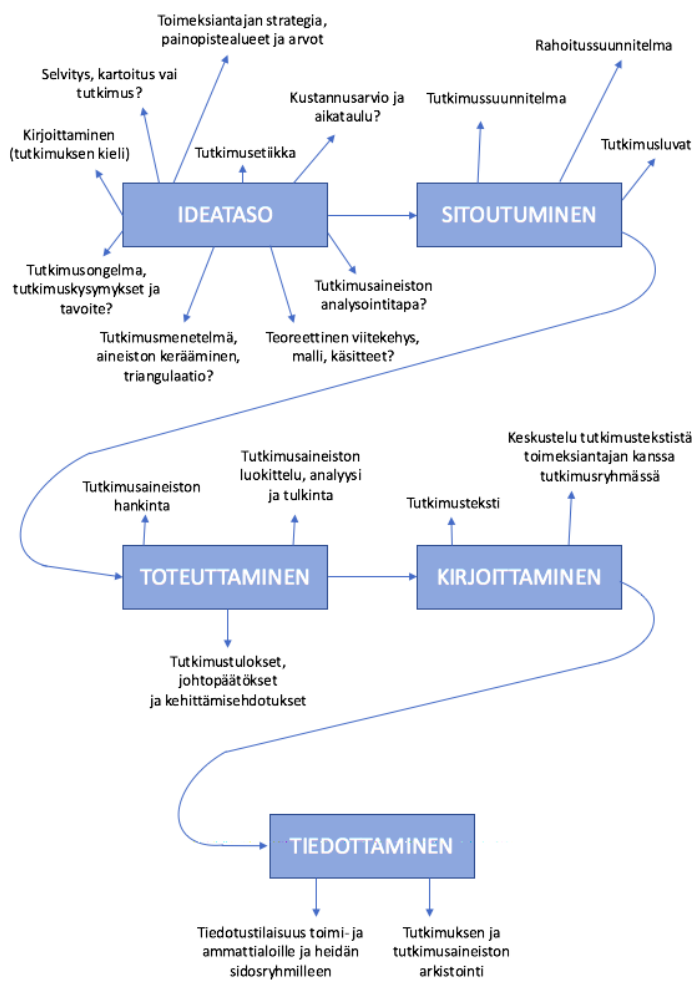 Toimeksiantajan strategia,
painopistealueet ja arvot
Selvitys, kartoitus vai
tutkimus?
Kirjoittaminen
(tutkimuksen kieli)
Tutkimusetiikka
Kustannusarvio ja
aikataulu?
IDEATASO
Tutkimusongelma,
tutkimuskysymykset ja
tavoite?
Tutkimusmenetelmä,
aineiston kerääminen,
triangulaatio?
Teoreettinen viitekehys,
malli, käsitteet?
Tutkimusaineiston
analysointitapa?
Tutkimussuunnitelma
Rahoitussuunnitelma
Tutkimusluvat
SITOUTUMINEN
Tutkimusaineiston
hankinta
Tutkimusaineiston
luokittelu, analyysi
ja tulkinta
TOTEUTTAMINEN
Tutkimustulokset,
johtopäätökset
ja kehittämisehdotukset
Tutkimusteksti
Keskustelu tutkimustekstistä
toimeksiantajan kanssa
tutkimusryhmässä
KIRJOITTAMINEN
TIEDOTTAMINEN
Tiedotustilaisuus toimi- ja
ammattialoille ja heidän
sidosryhmilleen
Tutkimuksen ja
tutkimusaineiston
arkistointi